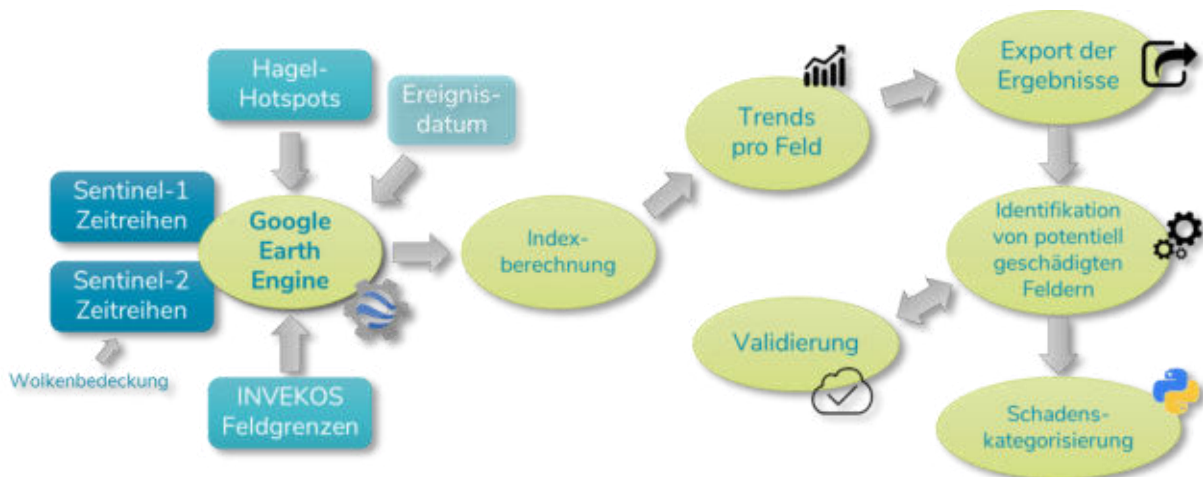 Hagel-
Hotspots
Ereignis-
datum
Sentinel-1
Zeitreihen
Sentinel-2
Zeitreihen
Wolkenbedeckung
Google
Earth
Engine
INVEKOS
Feldgrenzen
Index-
berechnung
Trends
pro Feld
Export der
Ergebnisse
Identifikation
von potentiell
geschädigten
Feldern
Validierung
Schadens-
kategorisierung